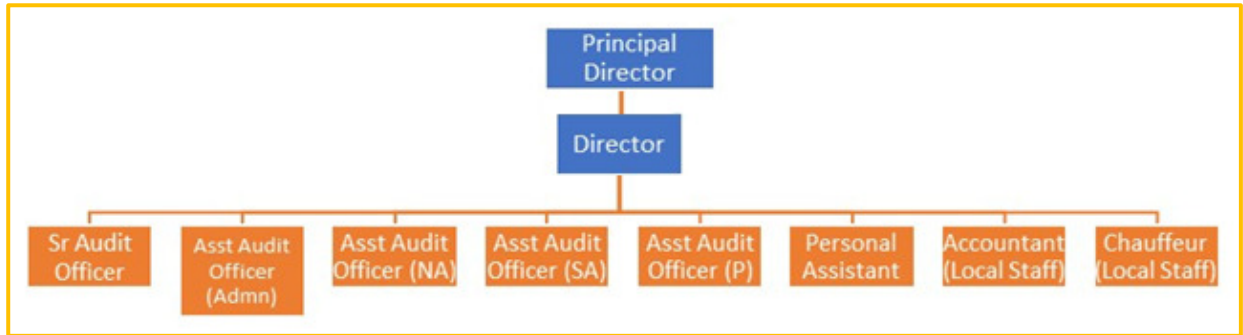 Principal
Director
Director
Sr Audit
Officer
Asst Audit
Officer
(Admn)
Asst Audit
Officer (NA)
Asst Audit
Officer (SA)
Asst Audit
Officer (P)
Personal
Assistant
Accountant
(Local Staff)
Chauffeur
(Local Staff)